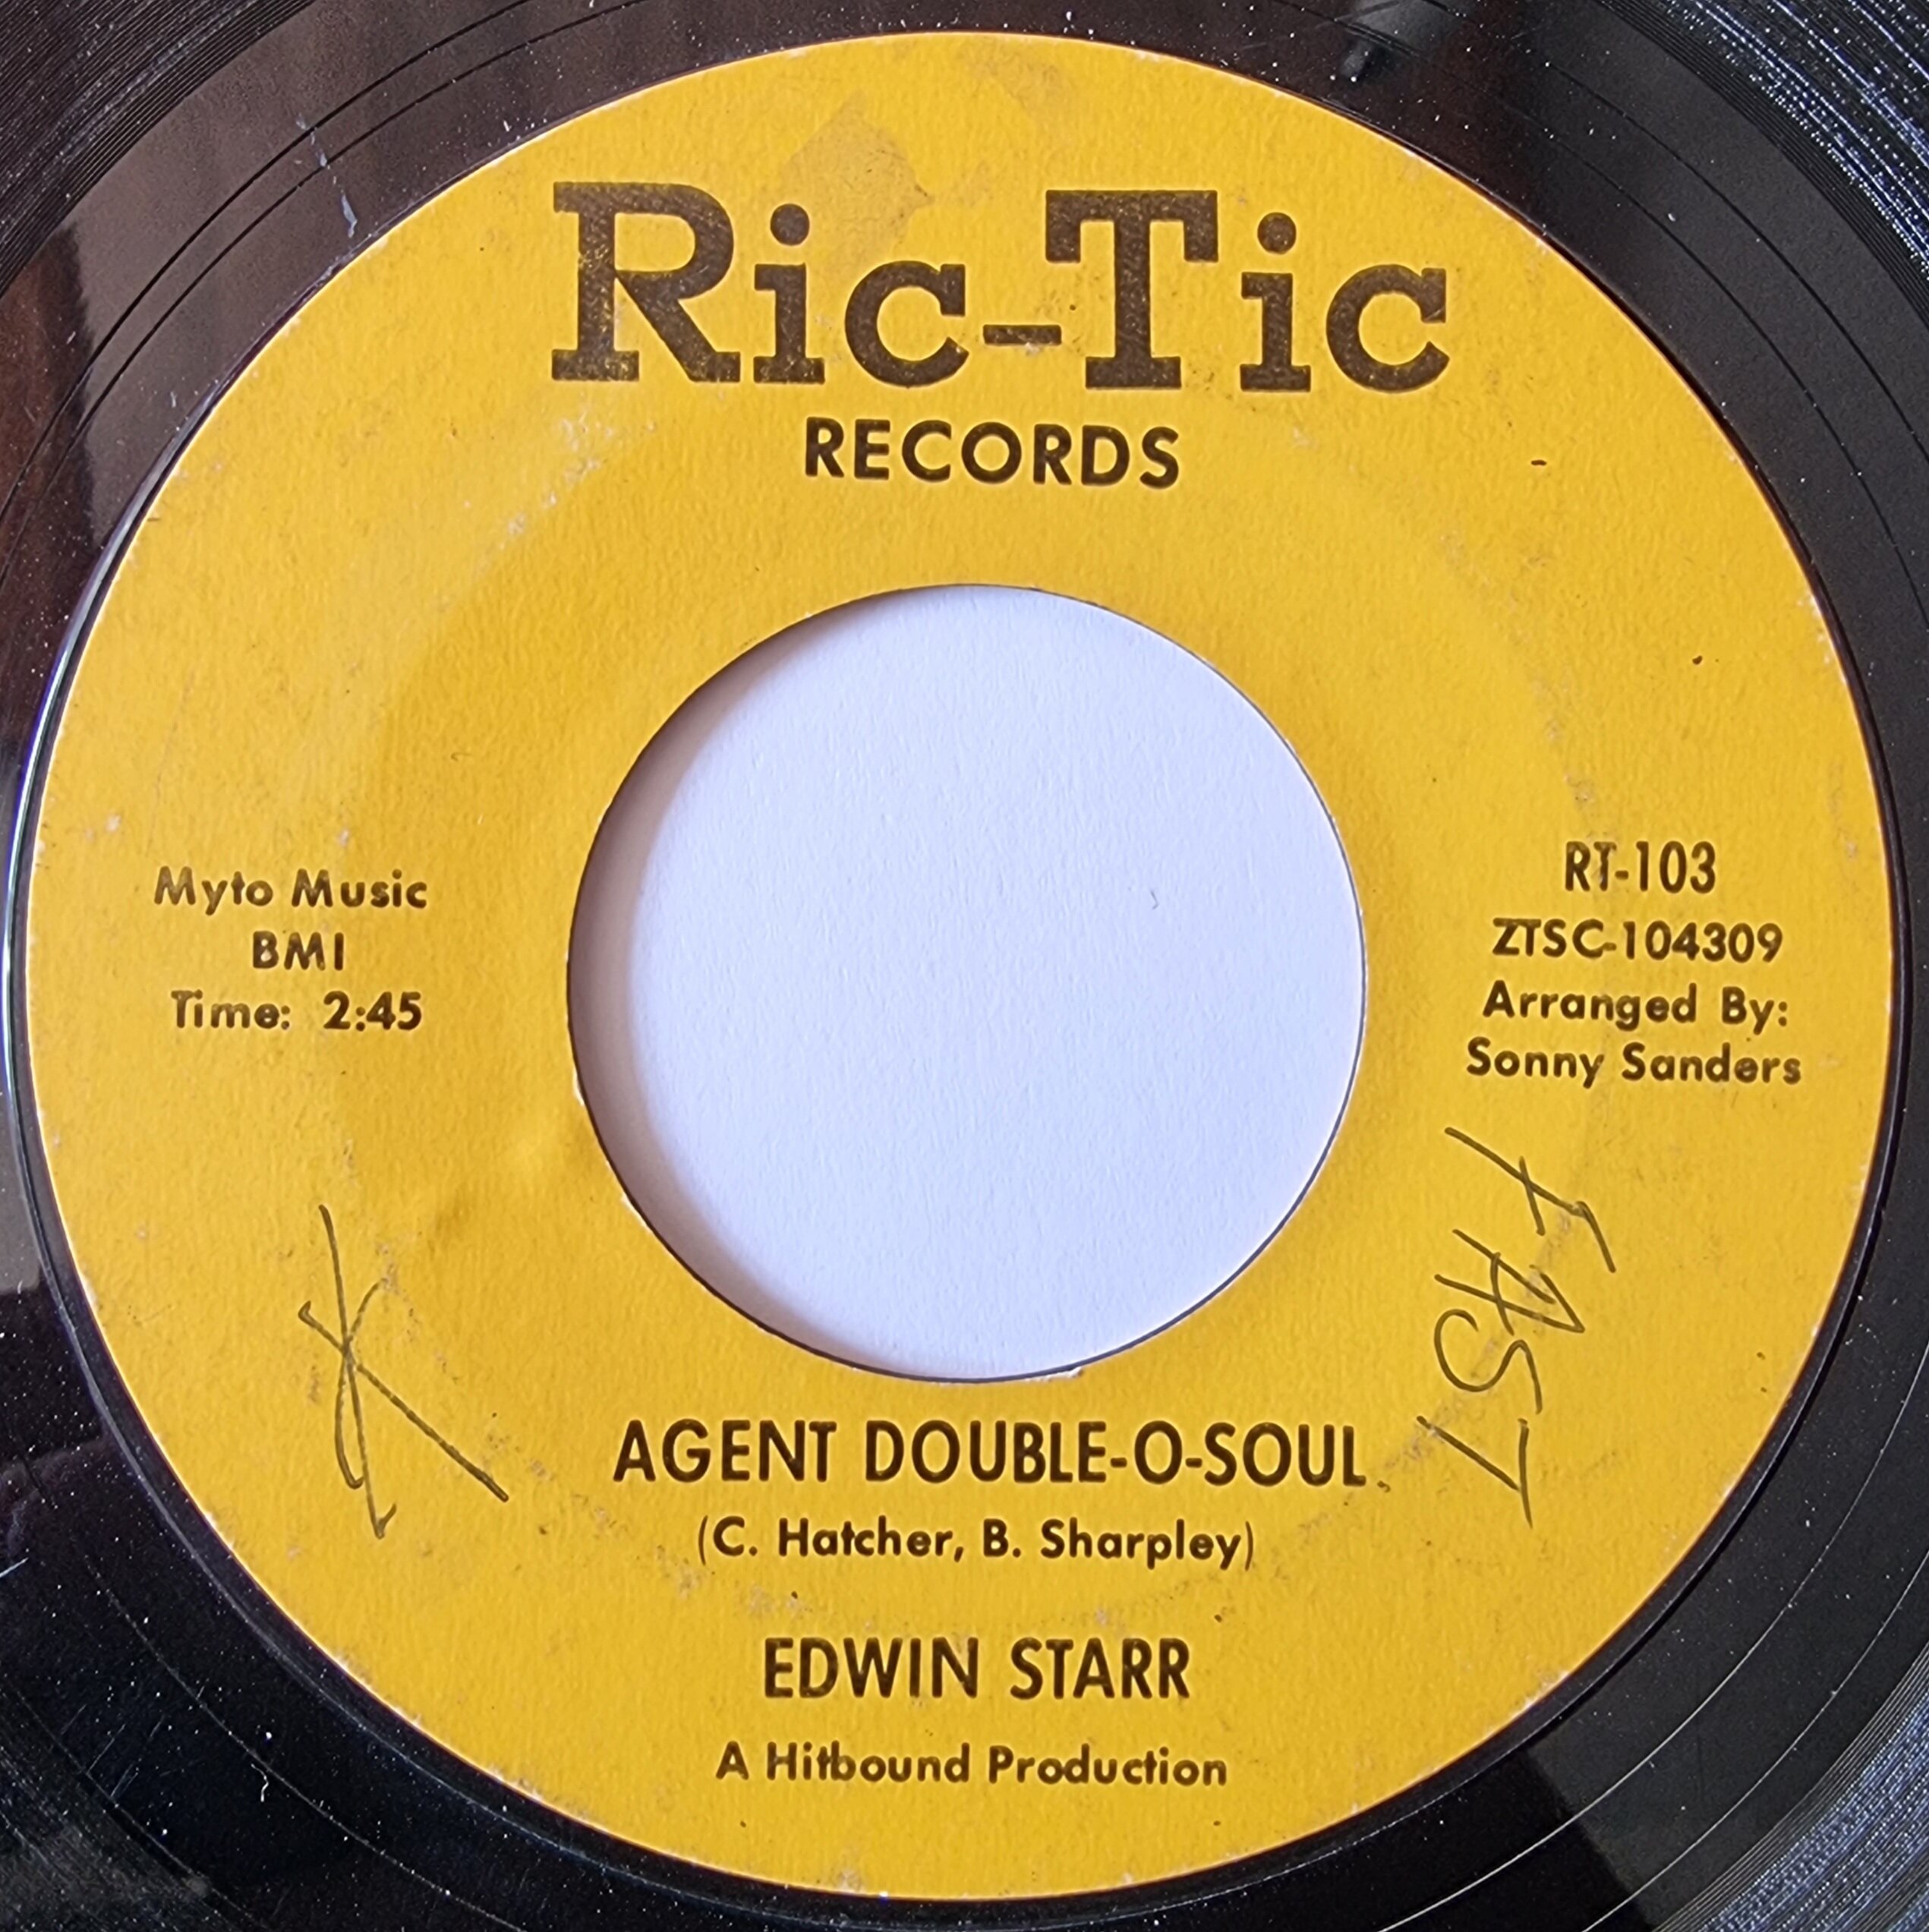 Ric-Tic
RECORDS
Myto Music
BMI
Time: 2:45
RT-103
ZTSC-104309
Arranged By:
Sonny Sanders
FAST
AGENT DOUBLE-O-SOUL
(C. Hatcher, B. Sharpley)
EDWIN STARR
A Hitbound Production